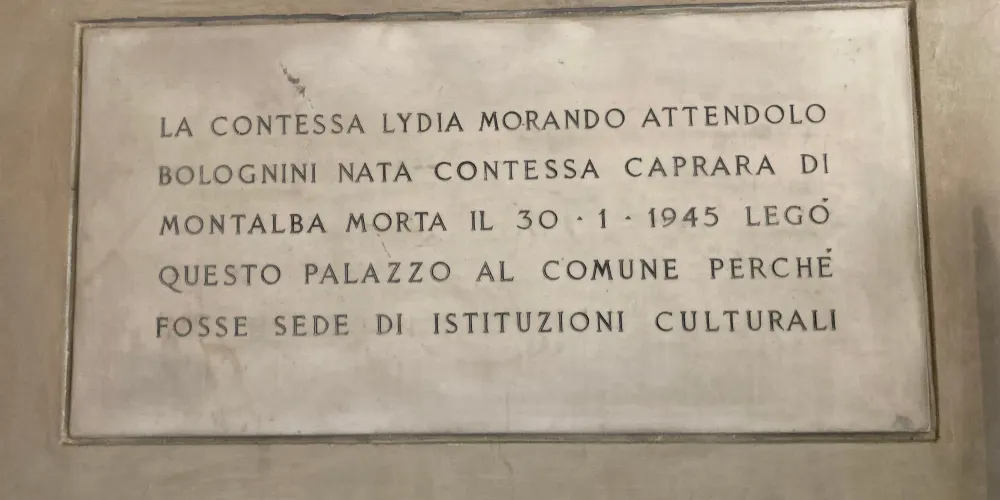 LA CONTESSA LYDIA MORANDO ATTENDOLO
BOLOGNINI NATA CONTESSA CAPRARA DI
MONTALBA MORTA IL 30 · 1 · 1945 LEGÓ
QUESTO PALAZZO AL COMUNE PERCHÉ
FOSSE SEDE DI ISTITUZIONI CULTURALI